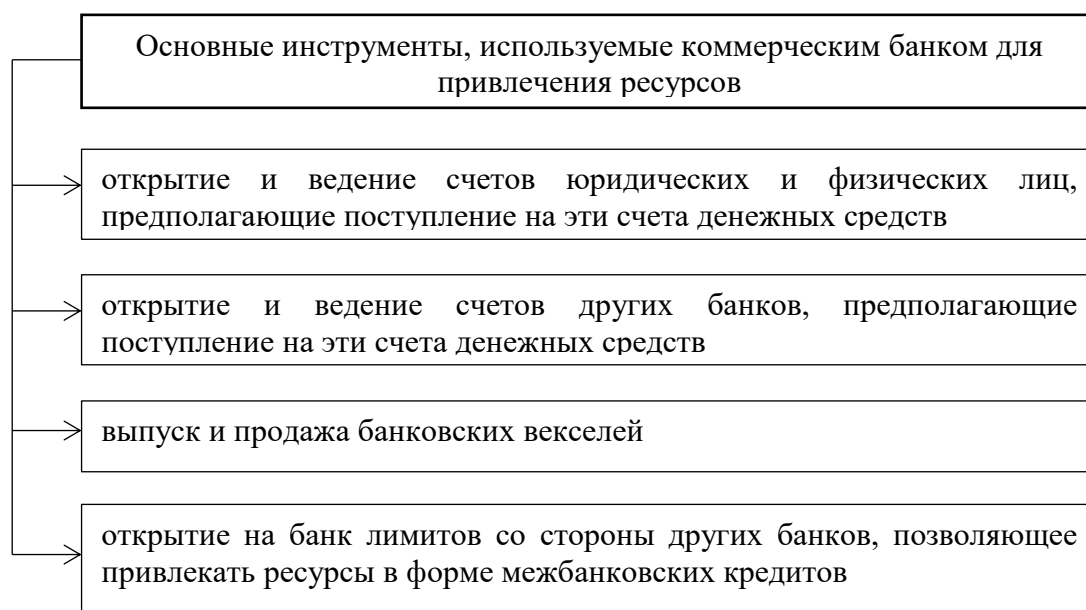 Основные инструменты, используемые коммерческим банком для
привлечения ресурсов
открытие и ведение счетов юридических и физических лиц,
предполагающие поступление на эти счета денежных средств
открытие и ведение счетов других банков, предполагающие
поступление на эти счета денежных средств
выпуск и продажа банковских векселей
открытие на банк лимитов со стороны других банков, позволяющее
привлекать ресурсы в форме межбанковских кредитов